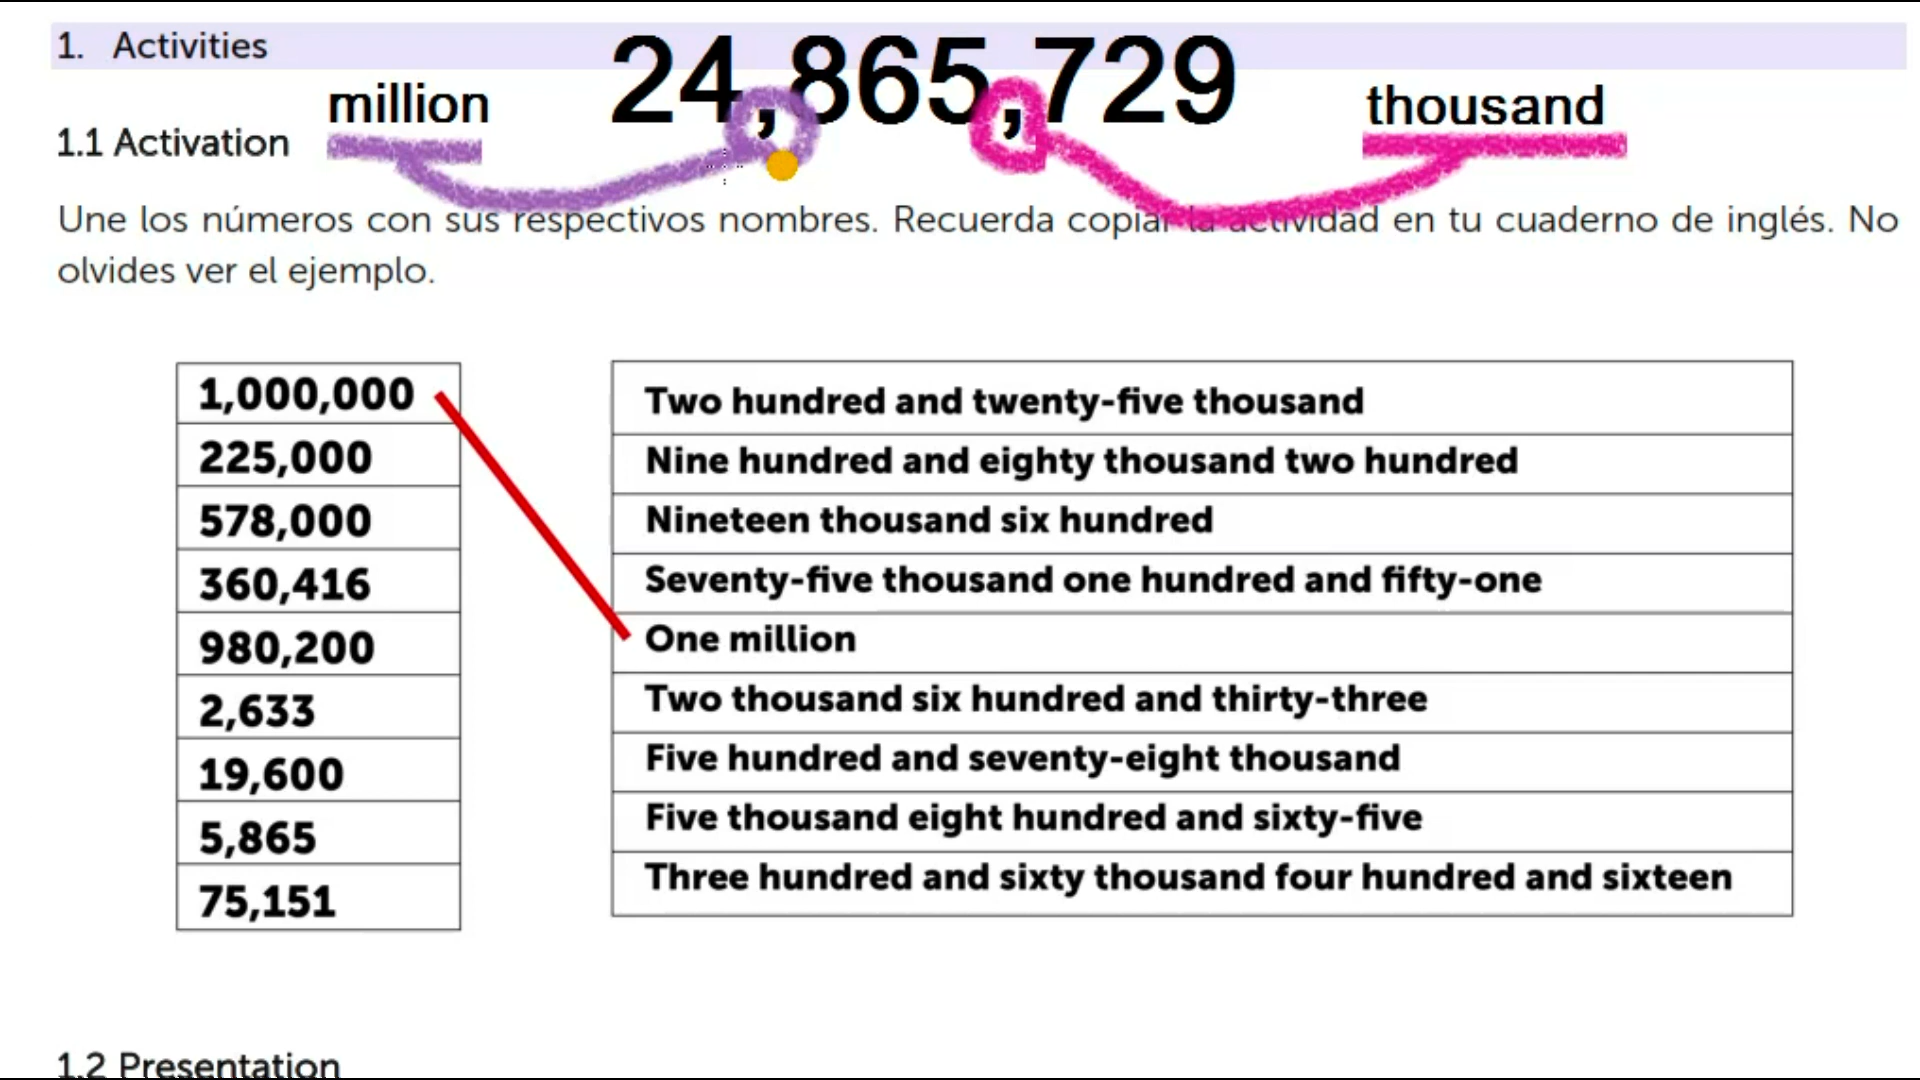 1. Activities
24,865,729
million
thousand
1.1 Activation
Une los números con sus respectivos nombres. Recuerda copiar la actividad en tu cuaderno de inglés. No
olvides ver el ejemplo.
1,000,000
225,000
578,000
360,416
980,200
2,633
19,600
5,865
75,151
Two hundred and twenty-five thousand
Nine hundred and eighty thousand two hundred
Nineteen thousand six hundred
Seventy-five thousand one hundred and fifty-one
One million
Two thousand six hundred and thirty-three
Five hundred and seventy-eight thousand
Five thousand eight hundred and sixty-five
Three hundred and sixty thousand four hundred and sixteen
1.2 Presentation